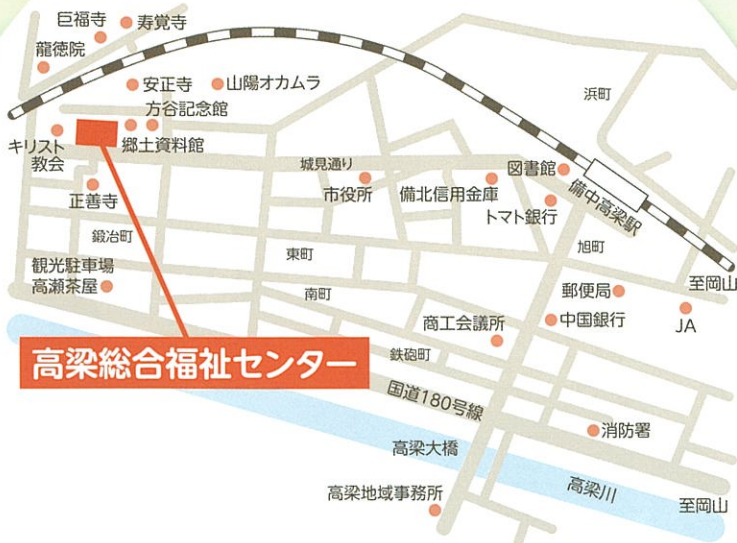 巨福寺
寿覚寺
龍徳院
安正寺
山陽オカムラ
方谷記念館
浜町
キリスト
教会
郷土資料館
城見通り
図書館
市役所
備北信用金庫
備中高梁駅
正善寺
トマト銀行
鍛冶町
東町
旭町
観光駐車場
高瀬茶屋
南町
郵便局
至岡山
商工会議所
中国銀行
JA
鉄砲町
高梁総合福祉センター
国道180号線
消防署
高梁大橋
高梁川
至岡山
高梁地域事務所